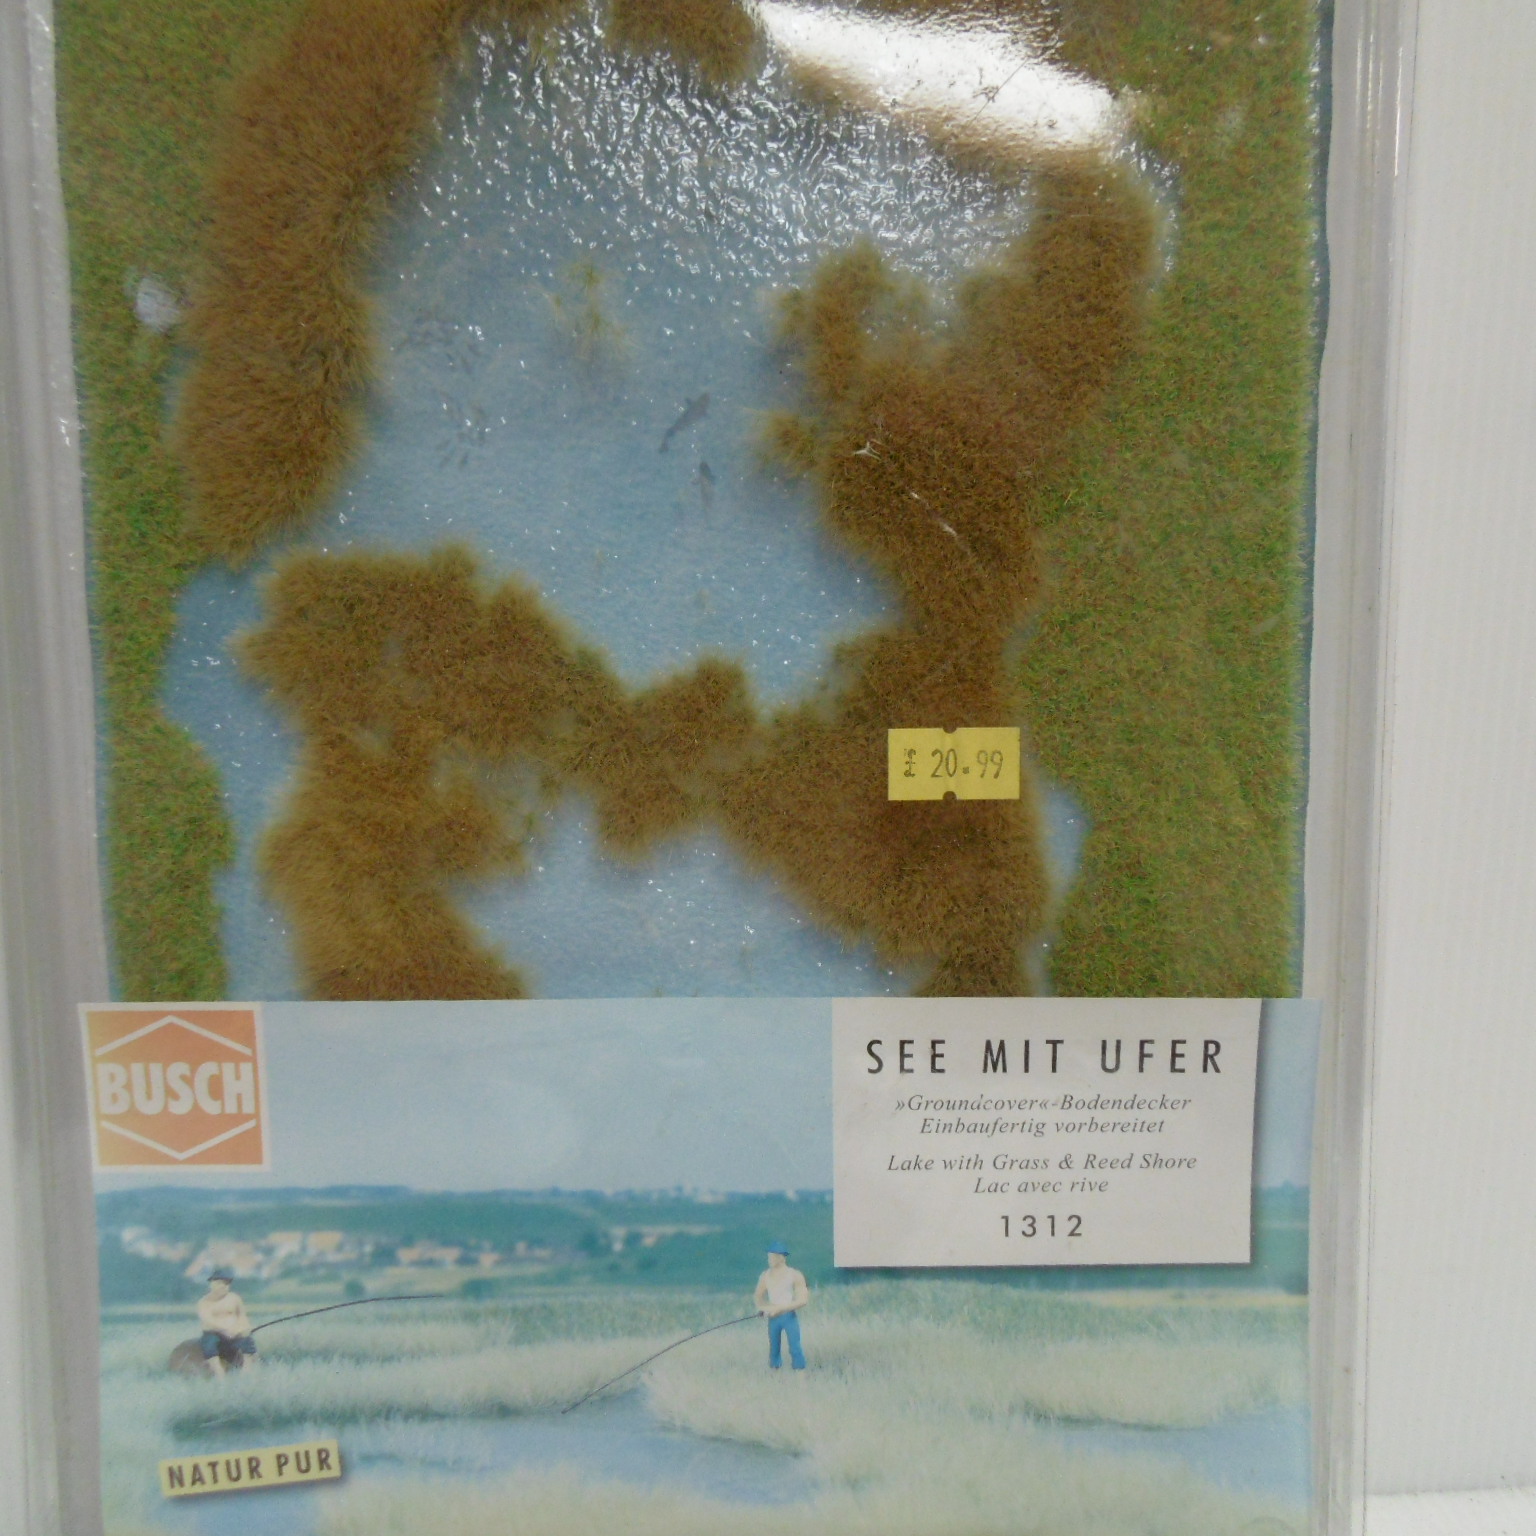 £ 20.99
BUSCH
SEE MIT UFER
»Groundcover«-Bodendecker
Einbaufertig vorbereitet
Lake with Grass & Reed Shore
Lac avec rive
1312
NATUR PUR